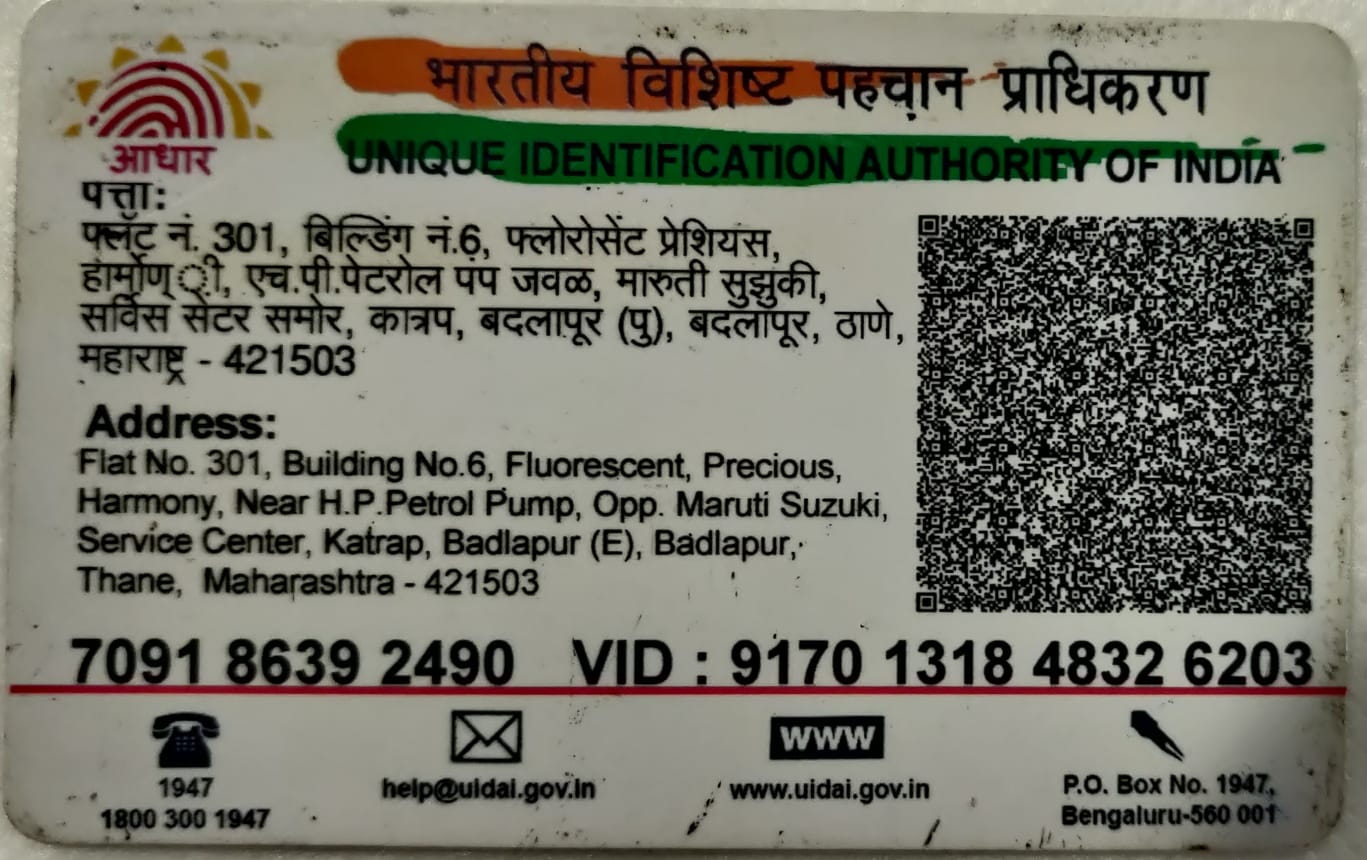 भारतीय विशिष्ट पहचान प्राधिकरण
UNIQUE IDENTIFICATION AUTHORITY OF INDIA
आधार
पत्ता:
फ्लॅट नं. 301, बिल्डिंग नं.6, फ्लोरोसेंट प्रेशियस,
हार्मोण्ी, एच.पी.पेटरोल पंप जवळ, मारुती सुझुकी,
सर्विस सेंटर समोर, कात्रप, बदलापूर (पु), बदलापूर, ठाणे,
महाराष्ट्र - 421503
Address:
Flat No. 301, Building No.6, Fluorescent, Precious,
Harmony, Near H.P.Petrol Pump, Opp. Maruti Suzuki,
Service Center, Katrap, Badlapur (E), Badlapur,
Thane, Maharashtra - 421503
7091 8639 2490 VID : 9170 1318 4832 6203
1947
1800 300 1947
help@uidai.gov.in
www
www.uidai.gov.in
P.O. Box No. 1947,
Bengaluru-560 001